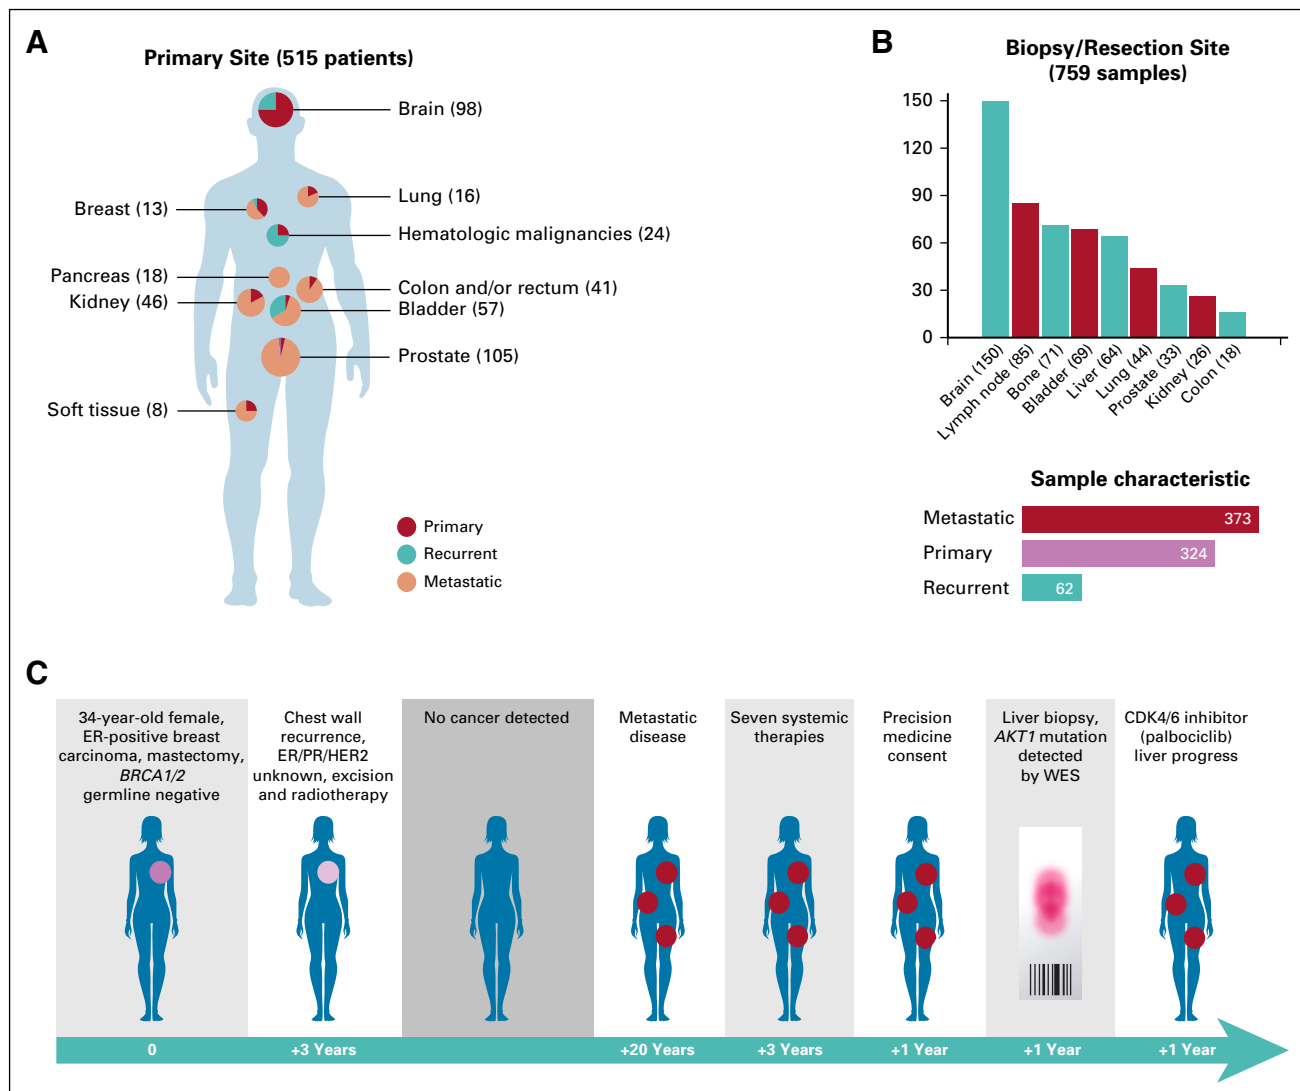 A
Primary Site (515 patients)
Brain (98)
Lung (16)
Breast (13)
Hematologic malignancies (24)
Pancreas (18)
Colon and/or rectum (41)
Kidney (46)
Bladder (57)
Prostate (105)
Soft tissue (8)
Primary
Recurrent
Metastatic
B
Biopsy/Resection Site
(759 samples)
150
120
90
60
30
0
Brain (150)
Lymph node (85)
Bone (71)
Bladder (69)
Liver (64)
Lung (44)
Prostate (33)
Kidney (26)
Colon (18)
Sample characteristic
Metastatic 373
Primary 324
Recurrent 62
C
34-year-old female,
ER-positive breast
carcinoma, mastectomy,
BRCA1/2
germline negative
Chest wall
recurrence,
ER/PR/HER2
unknown, excision
and radiotherapy
No cancer detected
Metastatic
disease
Seven systemic
therapies
Precision
medicine
consent
Liver biopsy,
AKT1 mutation
detected
by WES
CDK4/6 inhibitor
(palbociclib)
liver progress
0
+3 Years
+20 Years
+3 Years
+1 Year
+1 Year
+1 Year